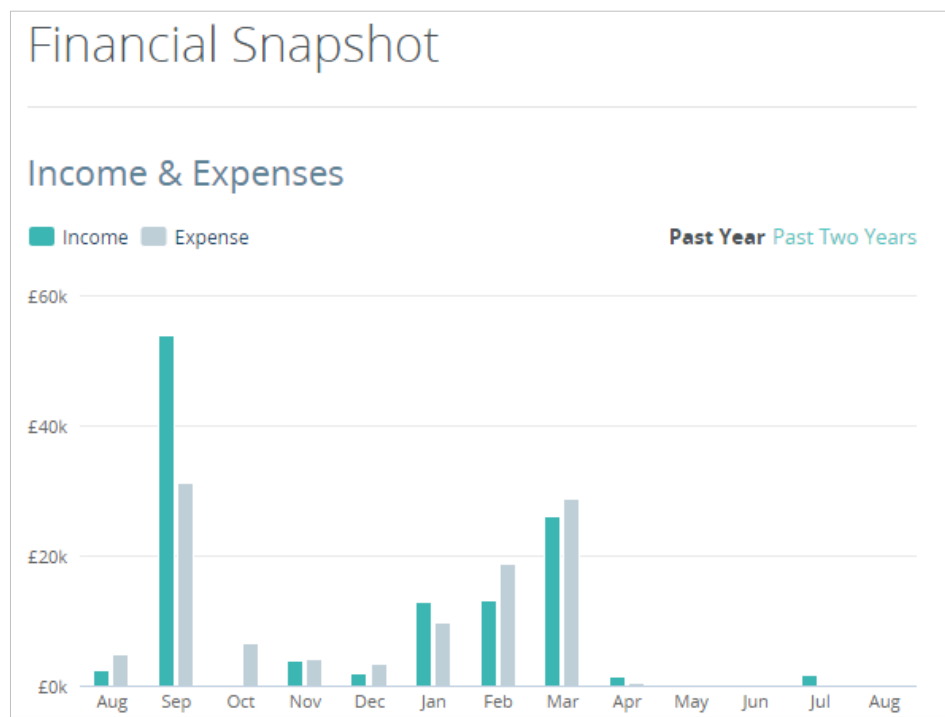 Financial Snapshot
Income & Expenses
Income Expense Past Year Past Two Years
£60k
£40k
£20k
£0k
Aug Sep Oct Nov Dec Jan Feb Mar Apr May Jun Jul Aug